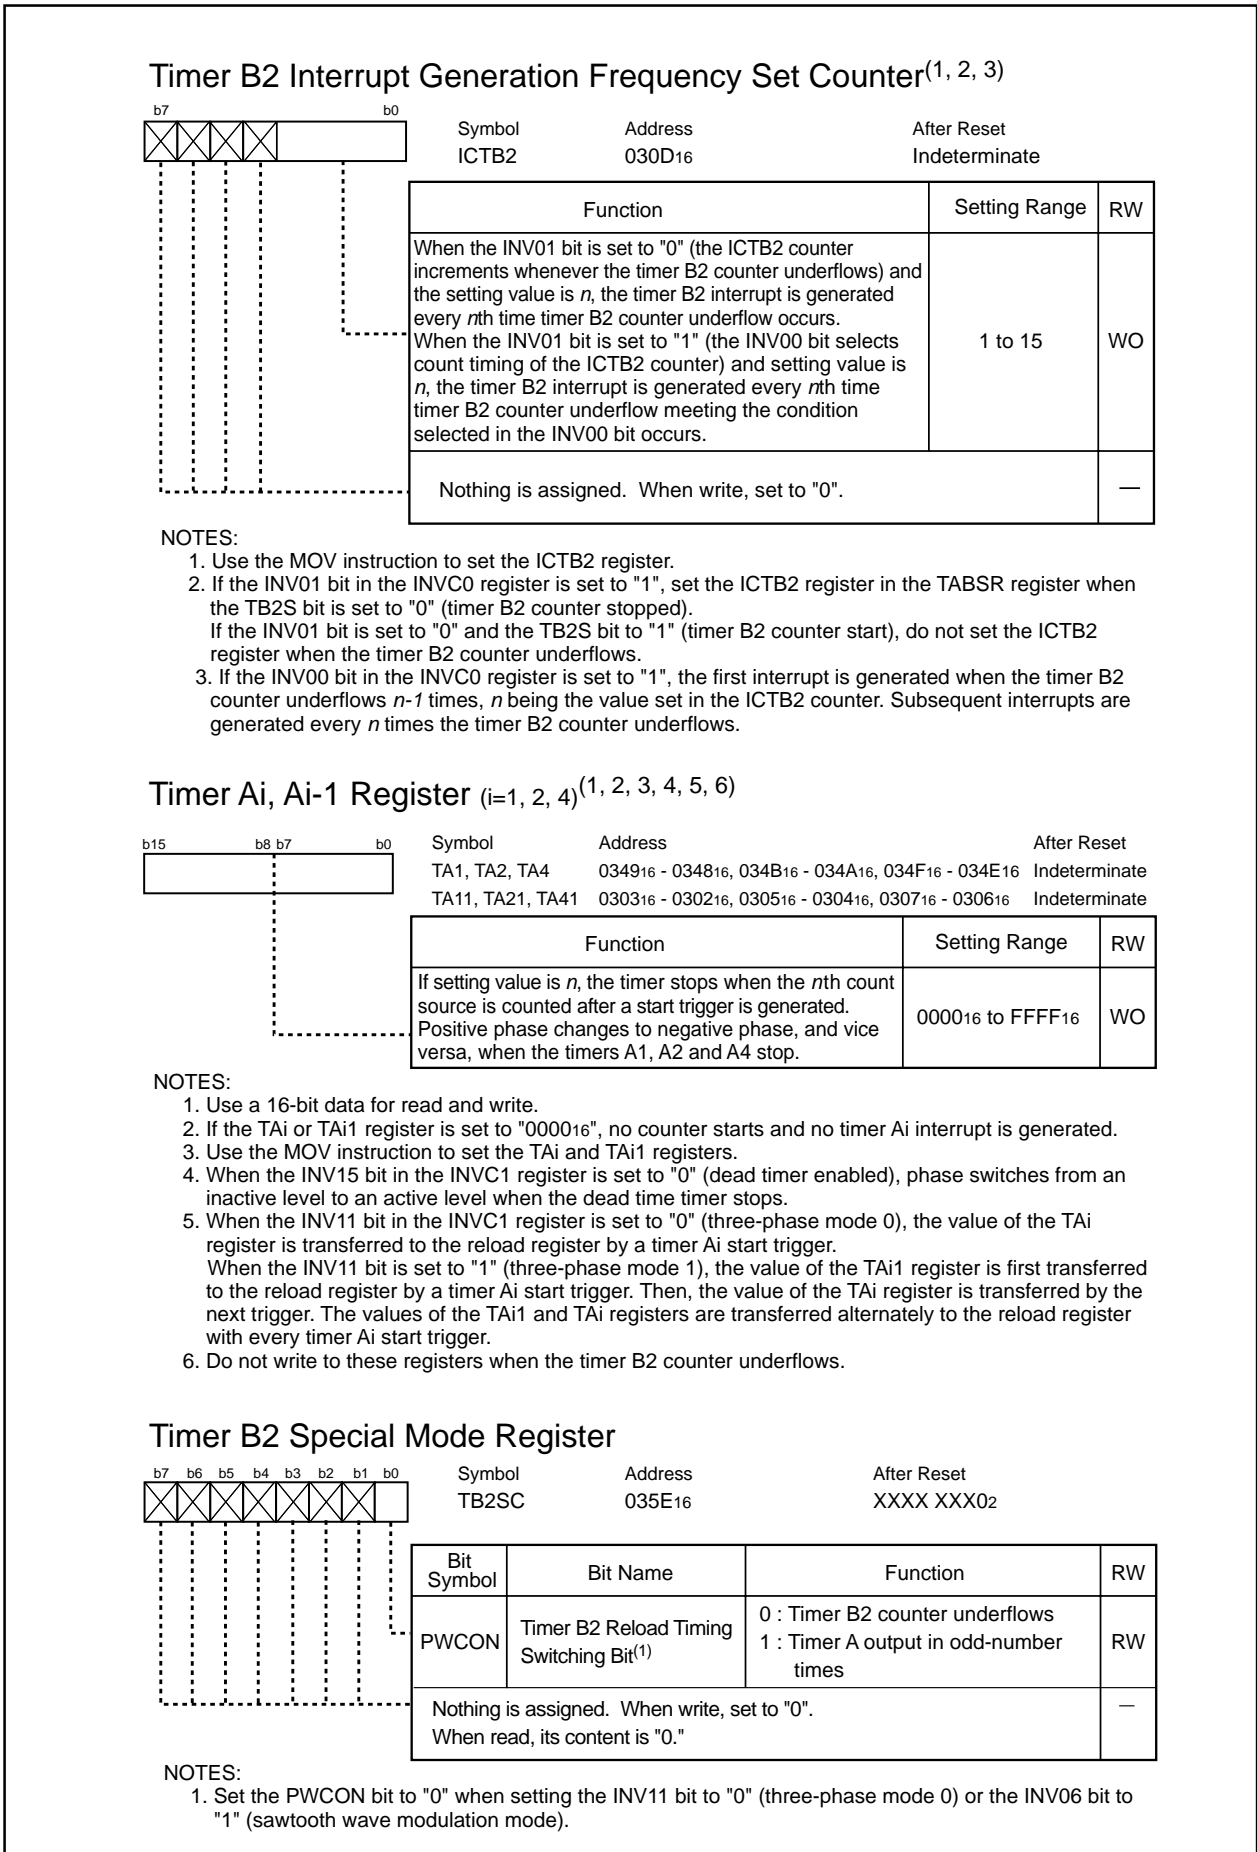 Timer B2 Interrupt Generation Frequency Set Counter(1, 2, 3)
b7 b0
Symbol Address After Reset
ICTB2 030D16 Indeterminate
Function Setting Range RW
When the INV01 bit is set to "0" (the ICTB2 counter
increments whenever the timer B2 counter underflows) and
the setting value is n, the timer B2 interrupt is generated
every nth time timer B2 counter underflow occurs.
When the INV01 bit is set to "1" (the INV00 bit selects
count timing of the ICTB2 counter) and setting value is
n, the timer B2 interrupt is generated every nth time
timer B2 counter underflow meeting the condition
selected in the INV00 bit occurs.
1 to 15 WO
Nothing is assigned. When write, set to "0". —
NOTES:
1. Use the MOV instruction to set the ICTB2 register.
2. If the INV01 bit in the INVC0 register is set to "1", set the ICTB2 register in the TABSR register when
the TB2S bit is set to "0" (timer B2 counter stopped).
If the INV01 bit is set to "0" and the TB2S bit to "1" (timer B2 counter start), do not set the ICTB2
register when the timer B2 counter underflows.
3. If the INV00 bit in the INVC0 register is set to "1", the first interrupt is generated when the timer B2
counter underflows n-1 times, n being the value set in the ICTB2 counter. Subsequent interrupts are
generated every n times the timer B2 counter underflows.
Timer Ai, Ai-1 Register (i=1, 2, 4)(1, 2, 3, 4, 5, 6)
b15 b8 b7 b0
Symbol Address After Reset
TA1, TA2, TA4 034916 - 034816, 034B16 - 034A16, 034F16 - 034E16 Indeterminate
TA11, TA21, TA41 030316 - 030216, 030516 - 030416, 030716 - 030616 Indeterminate
Function Setting Range RW
If setting value is n, the timer stops when the nth count
source is counted after a start trigger is generated.
Positive phase changes to negative phase, and vice
versa, when the timers A1, A2 and A4 stop.
000016 to FFFF16 WO
NOTES:
1. Use a 16-bit data for read and write.
2. If the TAi or TAi1 register is set to "000016", no counter starts and no timer Ai interrupt is generated.
3. Use the MOV instruction to set the TAi and TAi1 registers.
4. When the INV15 bit in the INVC1 register is set to "0" (dead timer enabled), phase switches from an
inactive level to an active level when the dead time timer stops.
5. When the INV11 bit in the INVC1 register is set to "0" (three-phase mode 0), the value of the TAi
register is transferred to the reload register by a timer Ai start trigger.
When the INV11 bit is set to "1" (three-phase mode 1), the value of the TAi1 register is first transferred
to the reload register by a timer Ai start trigger. Then, the value of the TAi register is transferred by the
next trigger. The values of the TAi1 and TAi registers are transferred alternately to the reload register
with every timer Ai start trigger.
6. Do not write to these registers when the timer B2 counter underflows.
Timer B2 Special Mode Register
b7 b6 b5 b4 b3 b2 b1 b0
Symbol Address After Reset
TB2SC 035E16 XXXX XXX02
Bit Symbol Bit Name Function RW
PWCON
Timer B2 Reload Timing
Switching Bit(1)
0 : Timer B2 counter underflows
1 : Timer A output in odd-number
times
RW
Nothing is assigned. When write, set to "0". —
When read, its content is "0."
NOTES:
1. Set the PWCON bit to "0" when setting the INV11 bit to "0" (three-phase mode 0) or the INV06 bit to
"1" (sawtooth wave modulation mode).